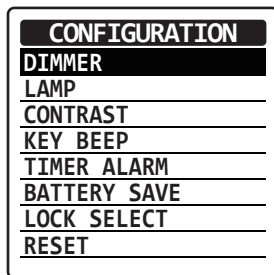 CONFIGURATION
DIMMER
LAMP
CONTRAST
KEY BEEP
TIMER ALARM
BATTERY SAVE
LOCK SELECT
RESET